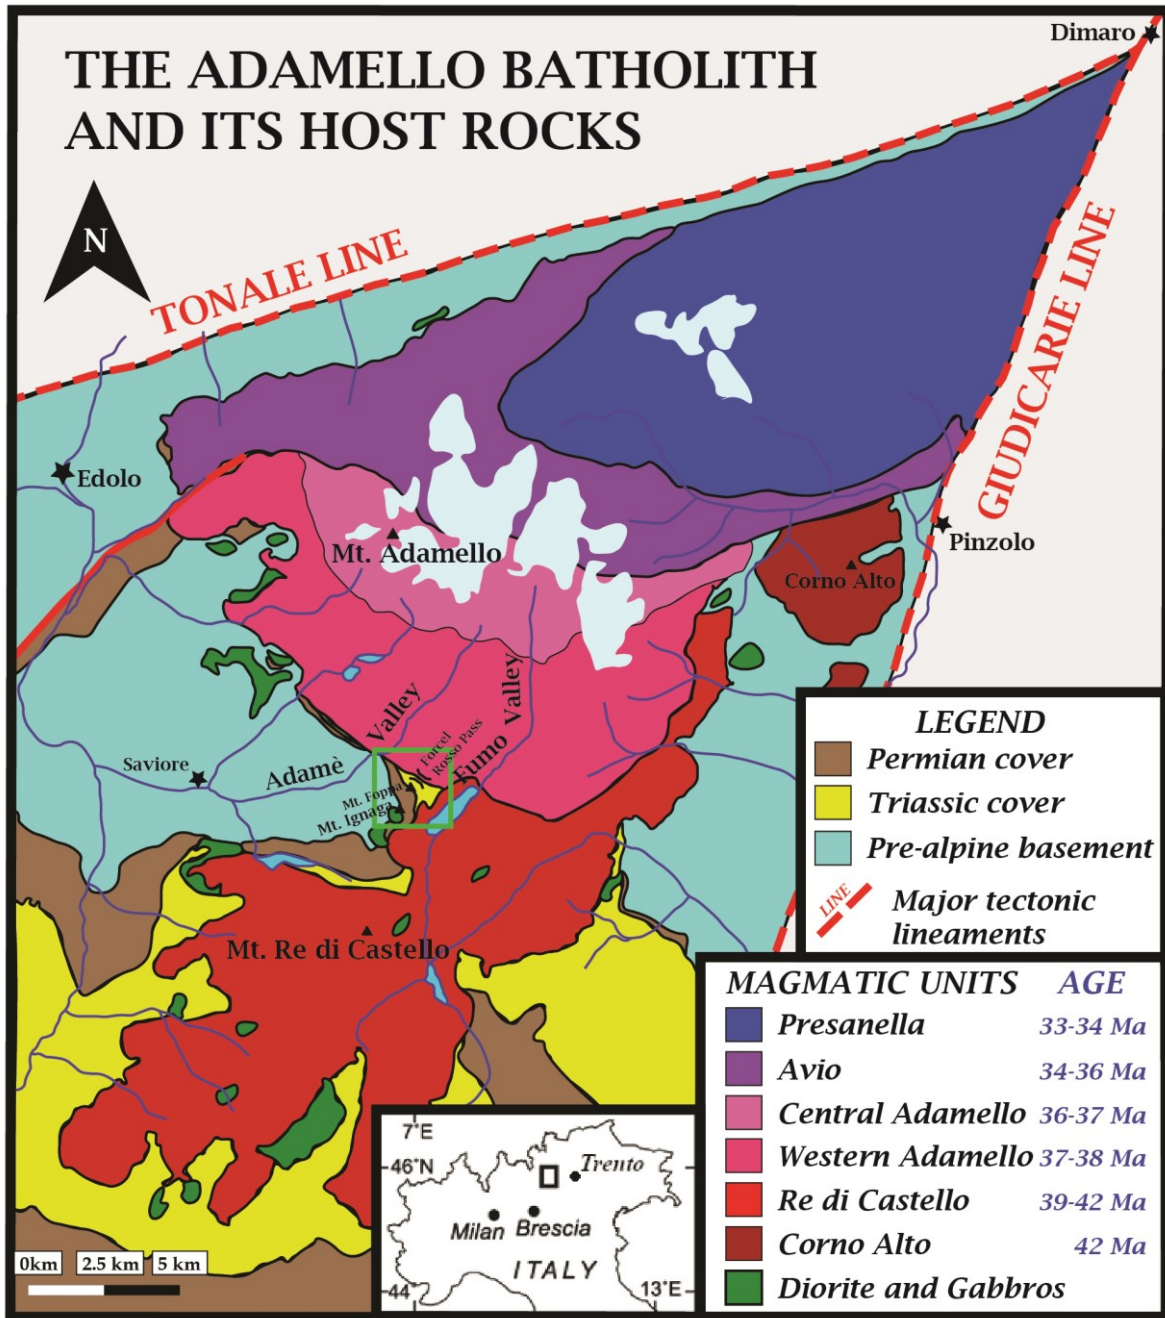 THE ADAMELLO BATHOLITH
AND ITS HOST ROCKS
Dimaro
N
TONALE LINE
GIUDICARIE LINE
Edolo
Mt. Adamello
Pinzolo
Corno Alto
Adamè Valley
Fumo Valley
Forcel
Rosso Pass
Saviore
Mt. Foppa
Mt. Ignaga
Mt. Re di Castello
LEGEND
Permian cover
Triassic cover
Pre-alpine basement
LINE
Major tectonic
lineaments
MAGMATIC UNITS AGE
Presanella 33-34 Ma
Avio 34-36 Ma
Central Adamello 36-37 Ma
Western Adamello 37-38 Ma
Re di Castello 39-42 Ma
Corno Alto 42 Ma
Diorite and Gabbros
7°E
46°N
Trento
Milan Brescia
ITALY
44
13°E
0km 2.5 km 5 km